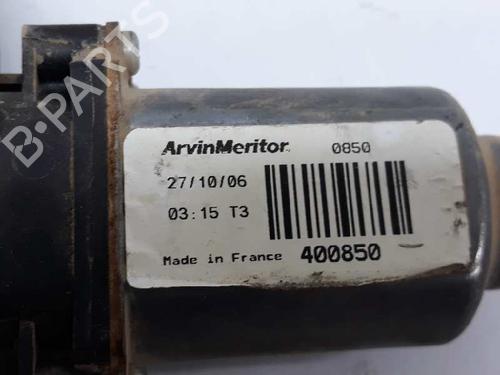 B-PARTS
ArvinMeritor 0850
27/10/06
03:15 T3
Made in France 400850